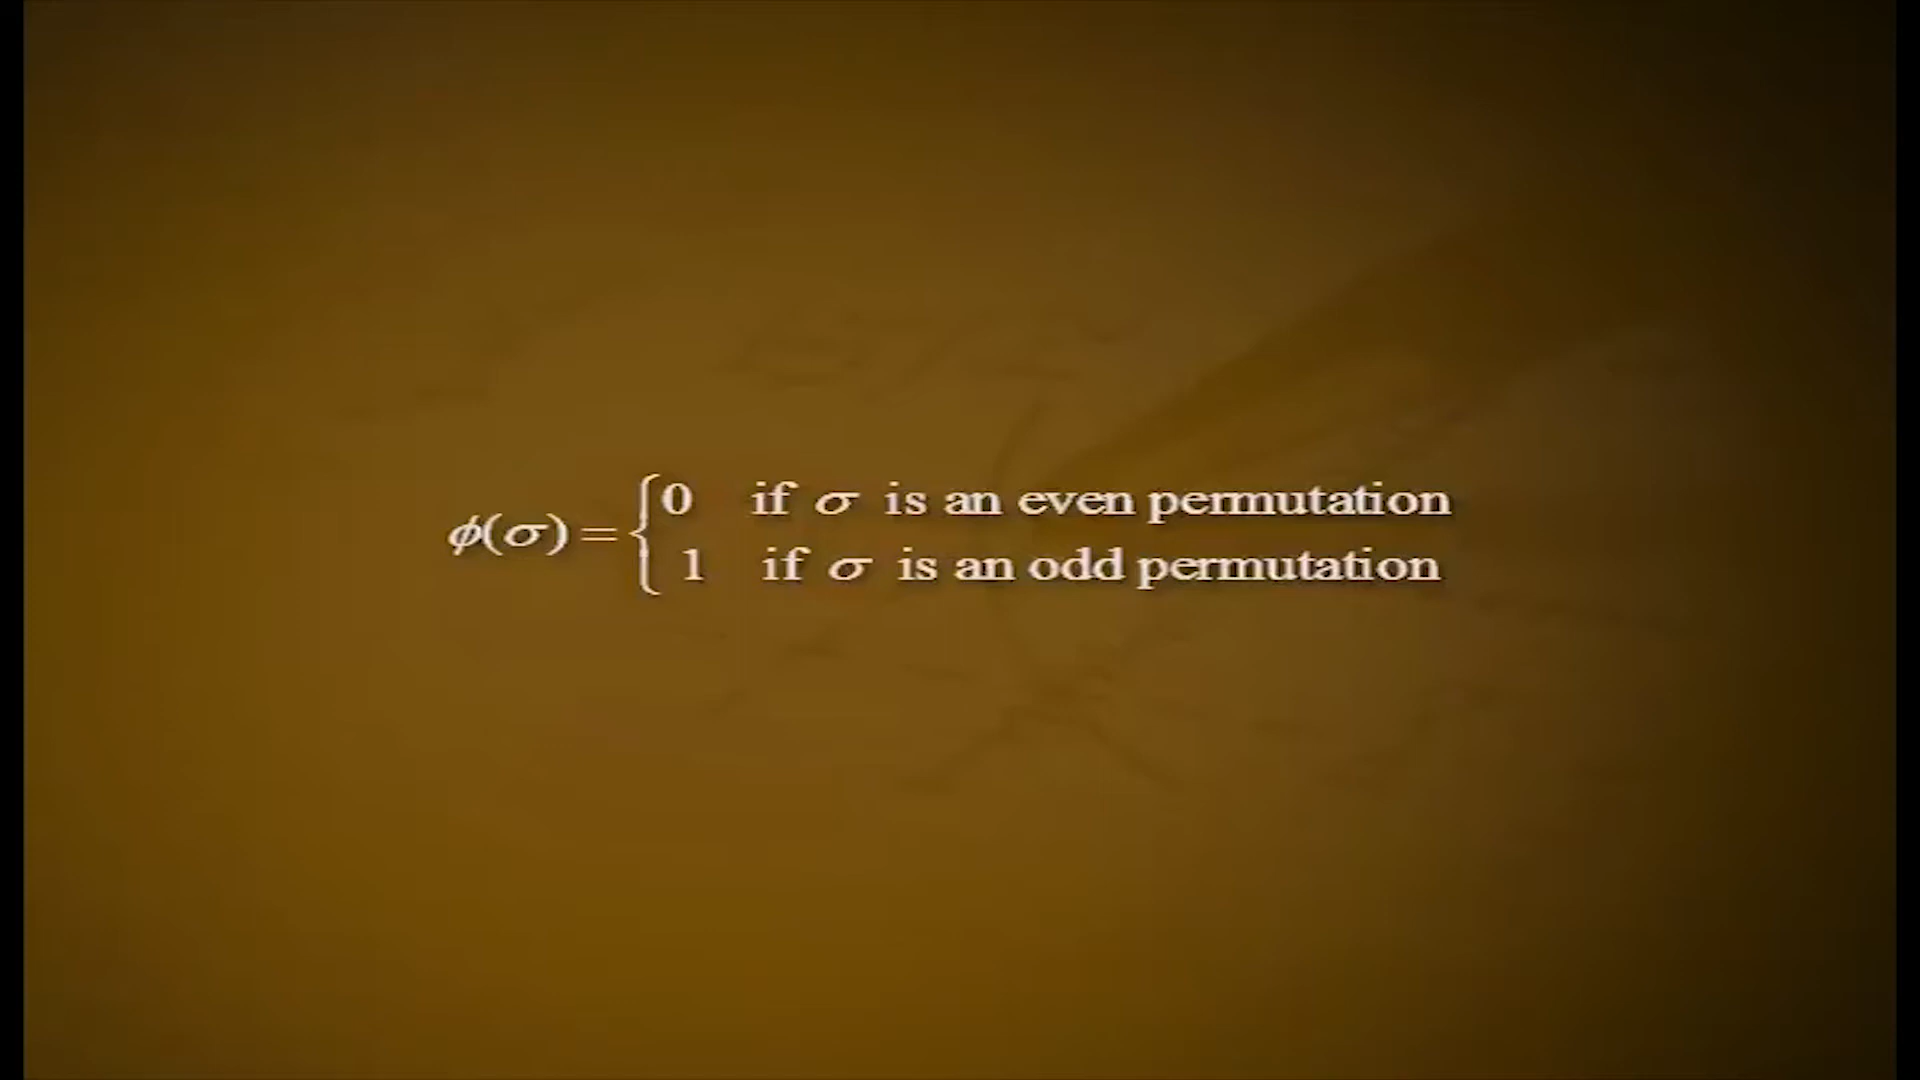 ϕ(σ) = { 0 if σ is an even permutation
1 if σ is an odd permutation